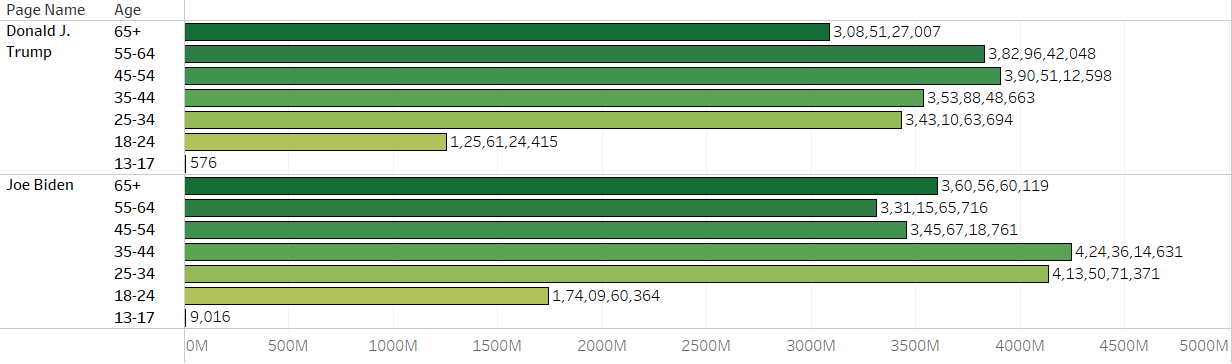 Page Name Age
Donald J. 65+ 3,08,51,27,007
Trump 55-64 3,82,96,42,048
45-54 3,90,51,12,598
35-44 3,53,88,48,663
25-34 3,43,10,63,694
18-24 1,25,61,24,415
13-17 576
Joe Biden 65+ 3,60,56,60,119
55-64 3,31,15,65,716
45-54 3,45,67,18,761
35-44 4,24,36,14,631
25-34 4,13,50,71,371
18-24 1,74,09,60,364
13-17 9,016
0M 500M 1000M 1500M 2000M 2500M 3000M 3500M 4000M 4500M 5000M